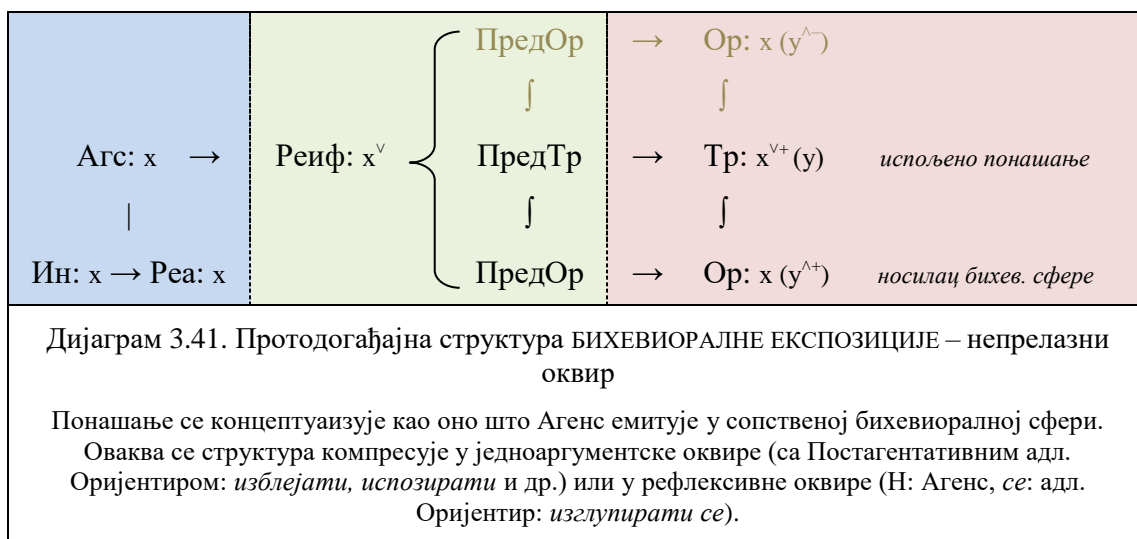 ПредОр → Ор: x (y^–)
∫ ∫
Агс: x → Реиф: x^∨ { ПредТр → Тр: x^∨+ (y) испољено понашање
| ∫ ∫
Ин: x → Реа: x ПредОр → Ор: x (y^∧+) носилац бихев. сфере
Дијаграм 3.41. Протодогађајна структура БИХЕВИОРАЛНЕ ЕКСПОЗИЦИЈЕ – непрелазни
оквир
Понашање се концептуаизује као оно што Агенс емитује у сопственој бихевиоралној сфери.
Оваква се структура компресује у једноаргументске оквире (са Постагентативним адл.
Оријентиром: изблејати, испозирати и др.) или у рефлексивне оквире (Н: Агенс, се: адл.
Оријентир: изглупирати се).